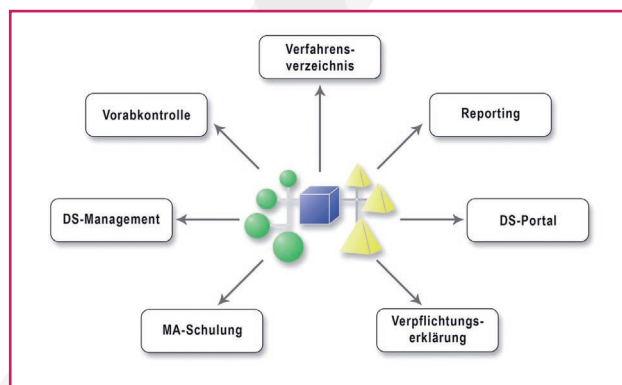 Verfahrens-
verzeichnis
Vorabkontrolle
Reporting
DS-Management
DS-Portal
MA-Schulung
Verpflichtungs-
erklärung